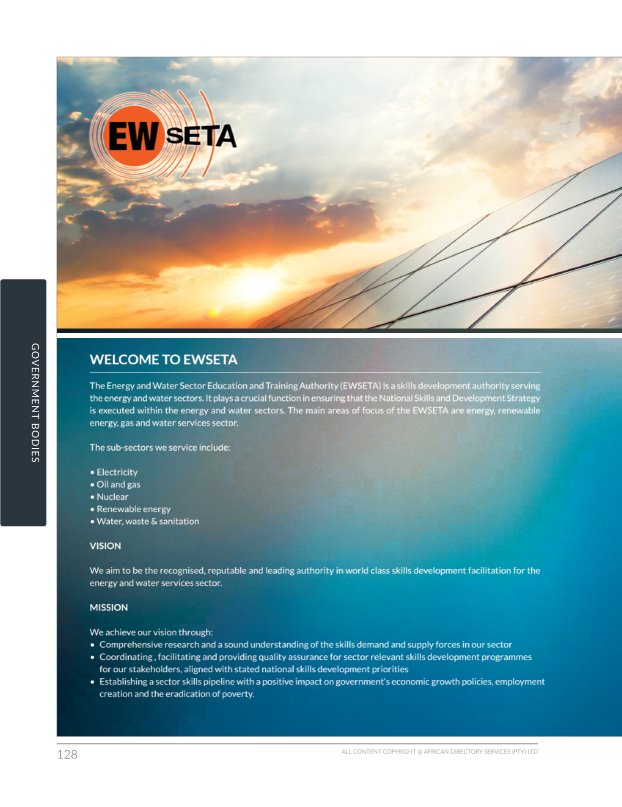 EW SETA
GOVERNMENT BODIES
WELCOME TO EWSETA
The Energy and Water Sector Education and Training Authority (EWSETA) is a skills development authority serving
the energy and water sectors. It plays a crucial function in ensuring that the National Skills and Development Strategy
is executed within the energy and water sectors. The main areas of focus of the EWSETA are energy, renewable
energy, gas and water services sector.
The sub-sectors we service include:
• Electricity
• Oil and gas
• Nuclear
• Renewable energy
• Water, waste & sanitation
VISION
We aim to be the recognised, reputable and leading authority in world class skills development facilitation for the
energy and water services sector.
MISSION
We achieve our vision through:
• Comprehensive research and a sound understanding of the skills demand and supply forces in our sector
• Coordinating , facilitating and providing quality assurance for sector relevant skills development programmes
for our stakeholders, aligned with stated national skills development priorities
• Establishing a sector skills pipeline with a positive impact on government's economic growth policies, employment
creation and the eradication of poverty.
128
ALL CONTENT COPYRIGHT @ AFRICAN DIRECTORY SERVICES (PTY) LTD